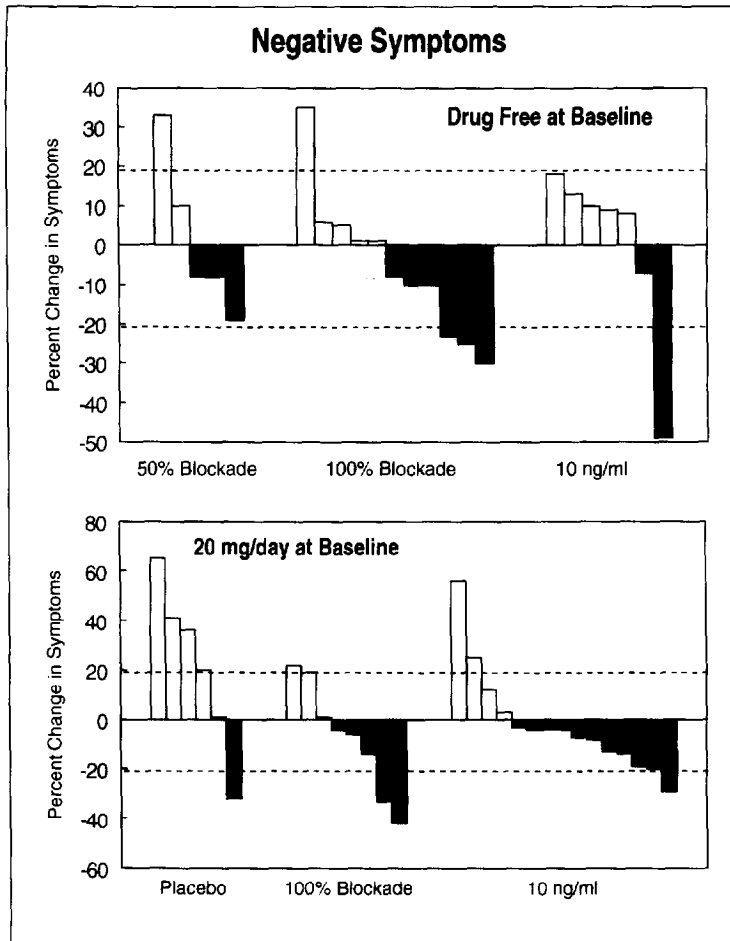 Negative Symptoms
Drug Free at Baseline
Percent Change in Symptoms
40
30
20
10
0
-10
-20
-30
-40
-50
50% Blockade 100% Blockade 10 ng/ml
20 mg/day at Baseline
Percent Change in Symptoms
80
60
40
20
0
-20
-40
-60
Placebo 100% Blockade 10 ng/ml